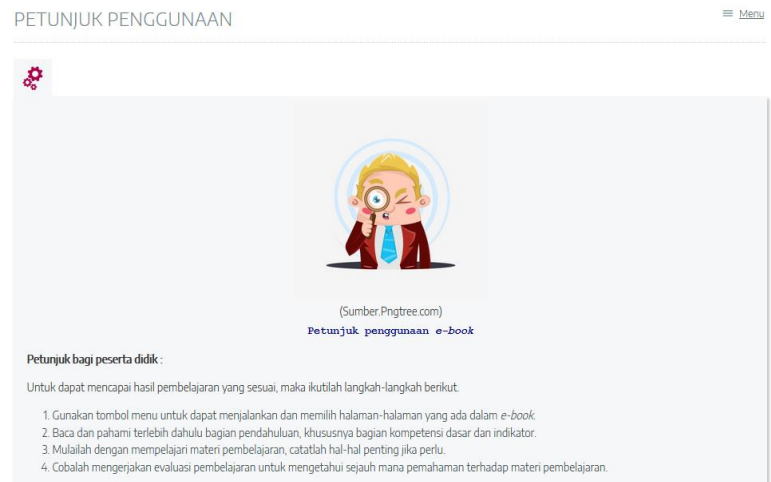 PETUNJUK PENGGUNAAN
Menu
(Sumber.Pngtree.com)
Petunjuk penggunaan e-book
Petunjuk bagi peserta didik :
Untuk dapat mencapai hasil pembelajaran yang sesuai, maka ikutilah langkah-langkah berikut.
1. Gunakan tombol menu untuk dapat menjalankan dan memilih halaman-halaman yang ada dalam e-book.
2. Baca dan pahami terlebih dahulu bagian pendahuluan, khususnya bagian kompetensi dasar dan indikator.
3. Mulailah dengan mempelajari materi pembelajaran, catatlah hal-hal penting jika perlu.
4. Cobalah mengerjakan evaluasi pembelajaran untuk mengetahui sejauh mana pemahaman terhadap materi pembelajaran.